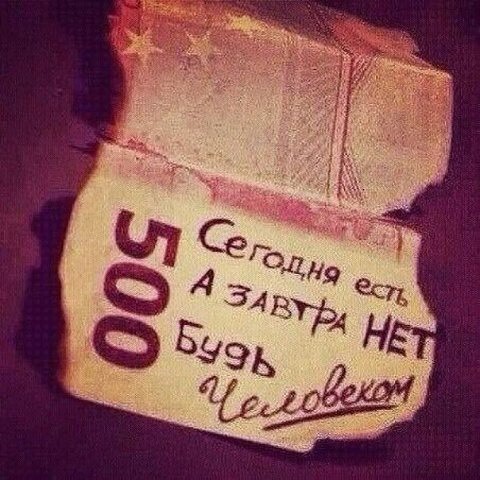 500
Сегодня есть
А завтра НЕТ
Будь
Человеком